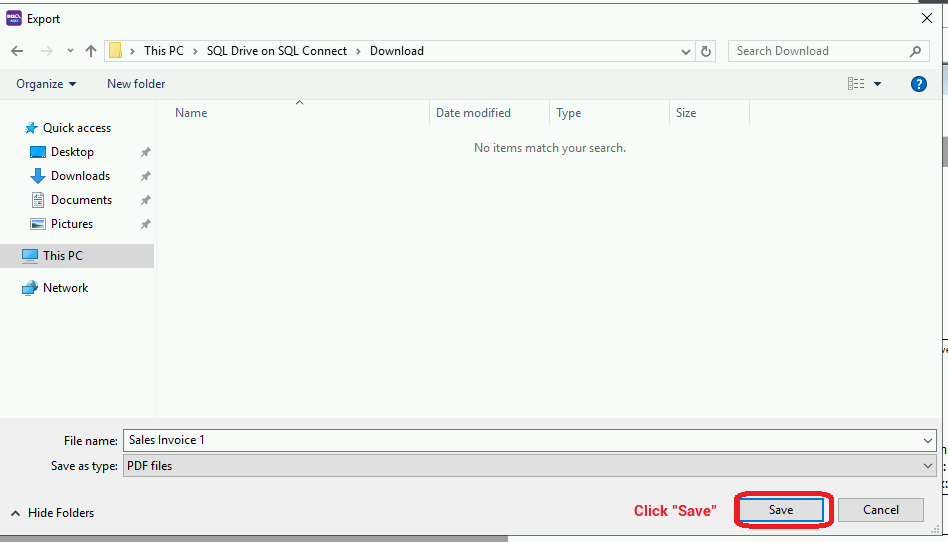 Export
This PC > SQL Drive on SQL Connect > Download
Search Download
Organize
New folder
Name
Date modified
Type
Size
No items match your search.
Quick access
Desktop
Downloads
Documents
Pictures
This PC
Network
File name: Sales Invoice 1
Save as type: PDF files
Hide Folders
Click "Save"
Save
Cancel